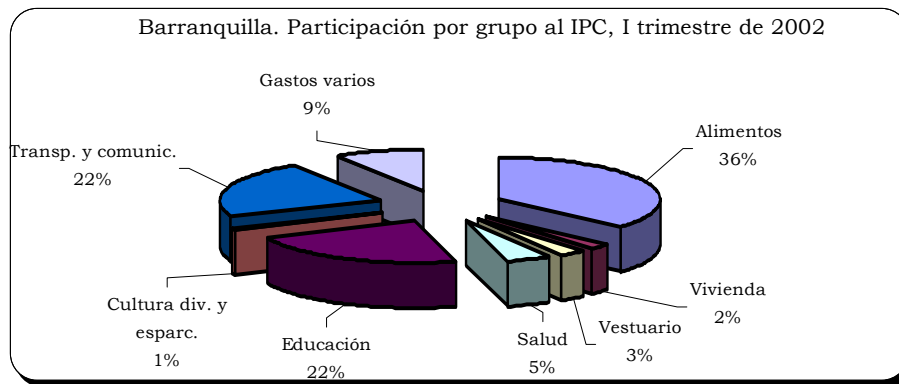 Barranquilla. Participación por grupo al IPC, I trimestre de 2002
Gastos varios
9%
Alimentos
36%
Transp. y comunic.
22%
Vivienda
2%
Cultura div. y
esparc.
1%
Educación
22%
Salud
5%
Vestuario
3%